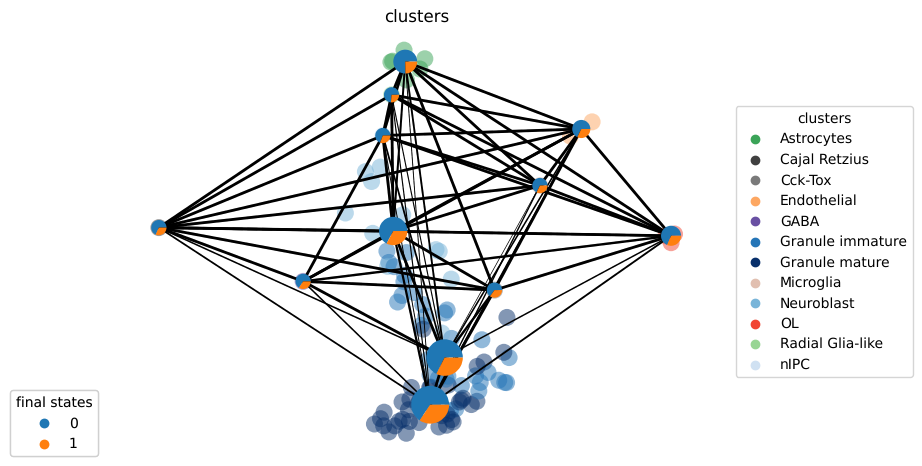 clusters
clusters
Astrocytes
Cajal Retzius
Cck-Tox
Endothelial
GABA
Granule immature
Granule mature
Microglia
Neuroblast
OL
Radial Glia-like
nIPC
final states
0
1